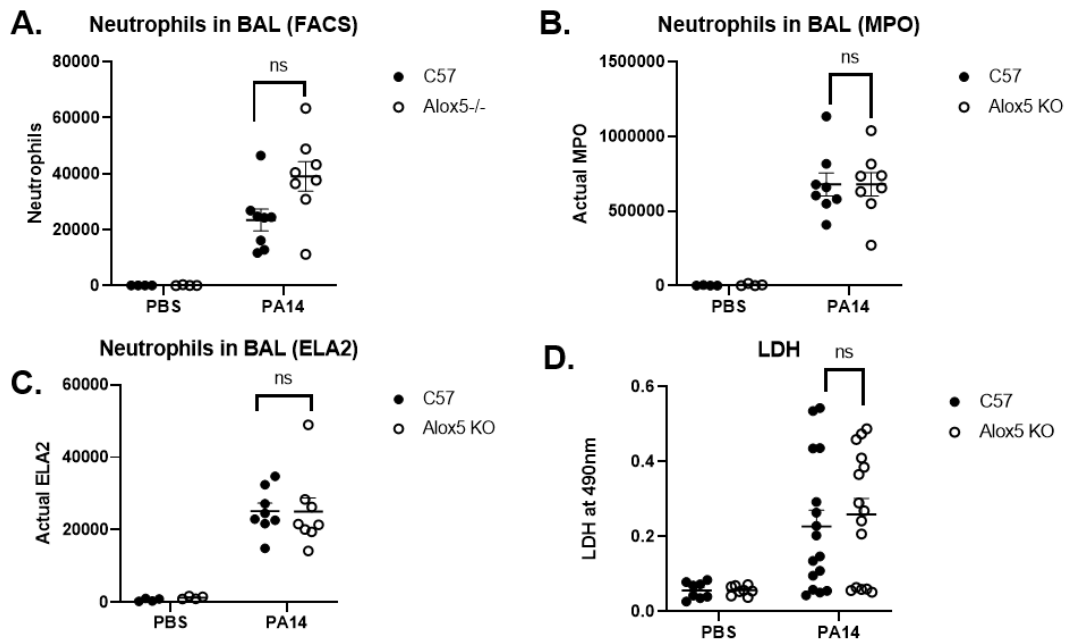 A.
Neutrophils in BAL (FACS)
80000
60000
40000
20000
0
Neutrophils
ns
PBS
PA14
C57
Alox5-/-
B.
Neutrophils in BAL (MPO)
1500000
1000000
500000
0
Actual MPO
ns
PBS
PA14
C57
Alox5 KO
C.
Neutrophils in BAL (ELA2)
60000
40000
20000
0
Actual ELA2
ns
PBS
PA14
C57
Alox5 KO
D.
LDH
0.6
0.4
0.2
0.0
LDH at 490nm
ns
PBS
PA14
C57
Alox5 KO